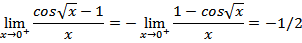 lim_{x→0⁺} (cos√x − 1)/x = − lim_{x→0⁺} (1 − cos√x)/x = −1/2